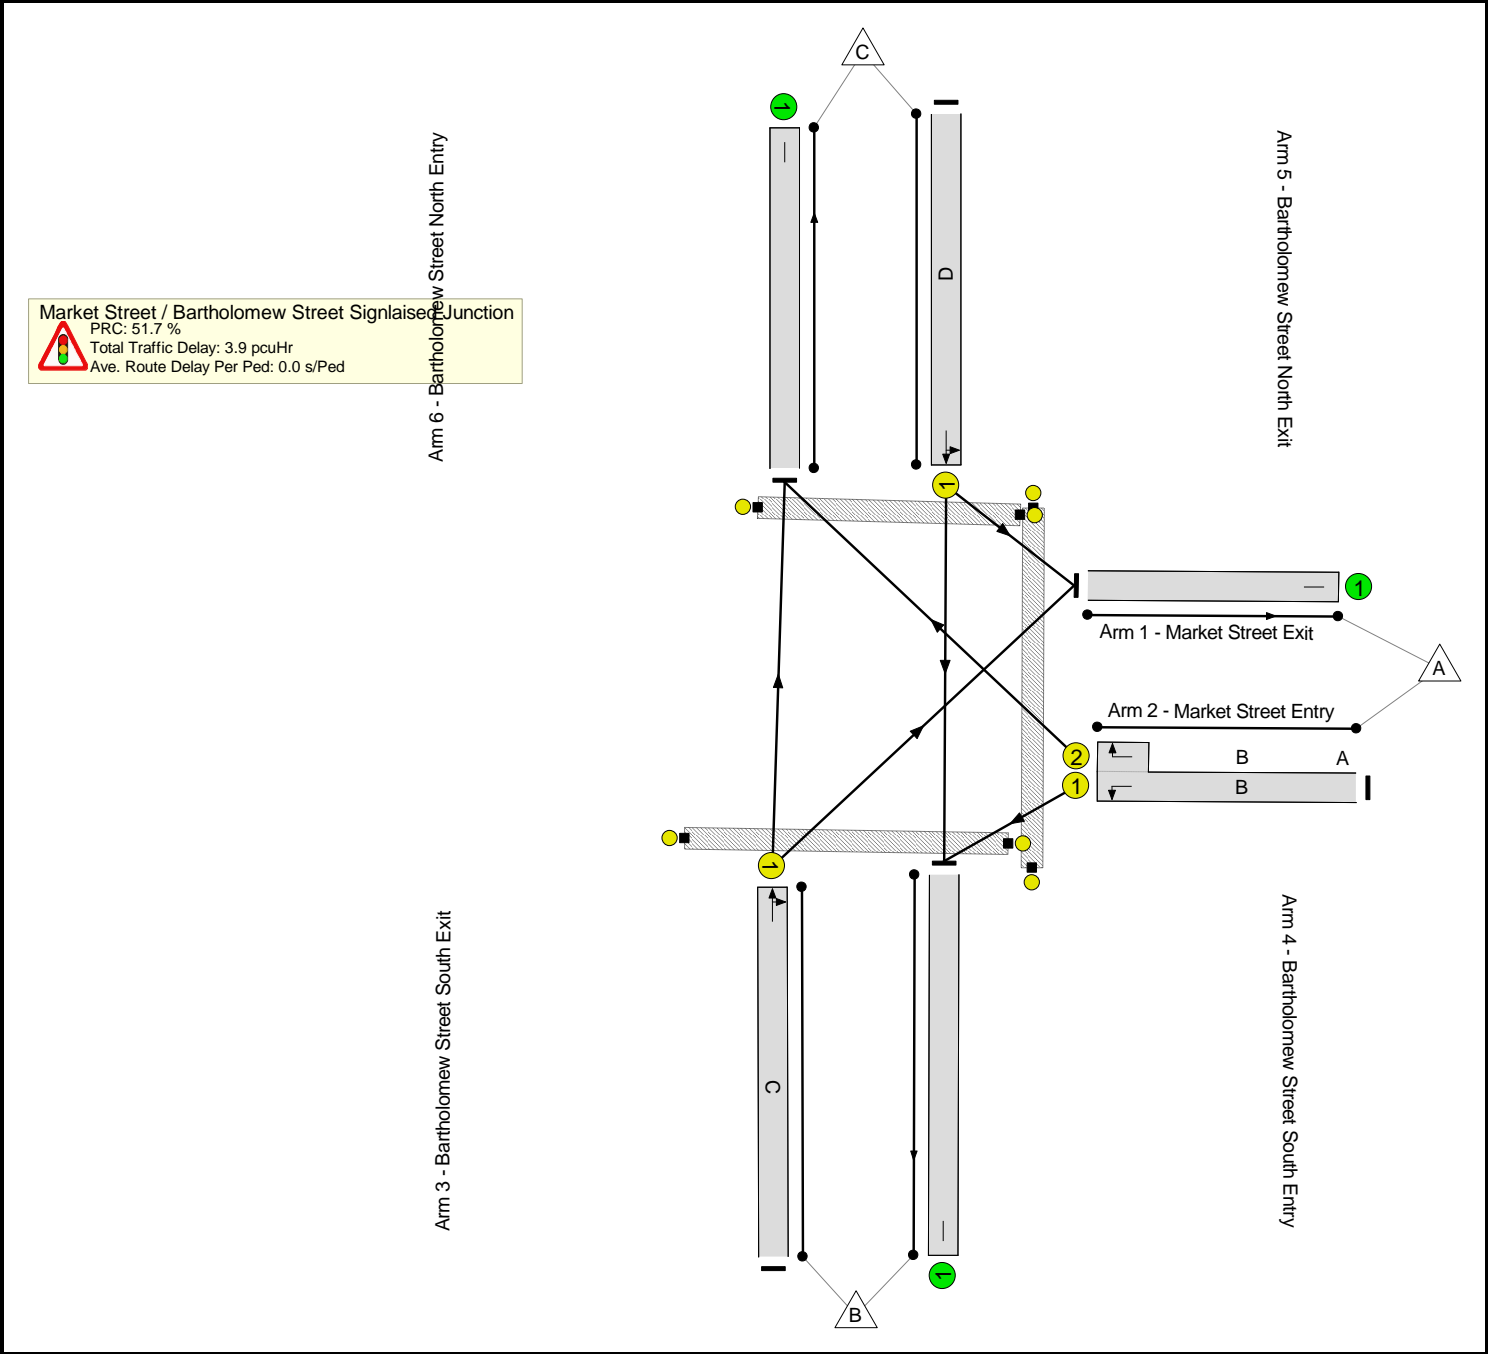 C
1
Arm 6 - Bartholomew Street North Entry
Arm 5 - Bartholomew Street North Exit
D
Market Street / Bartholomew Street Signlaised Junction
PRC: 51.7 %
Total Traffic Delay: 3.9 pcuHr
Ave. Route Delay Per Ped: 0.0 s/Ped
1
1
Arm 1 - Market Street Exit
A
Arm 2 - Market Street Entry
2
B
A
1
B
1
Arm 3 - Bartholomew Street South Exit
Arm 4 - Bartholomew Street South Entry
C
1
B